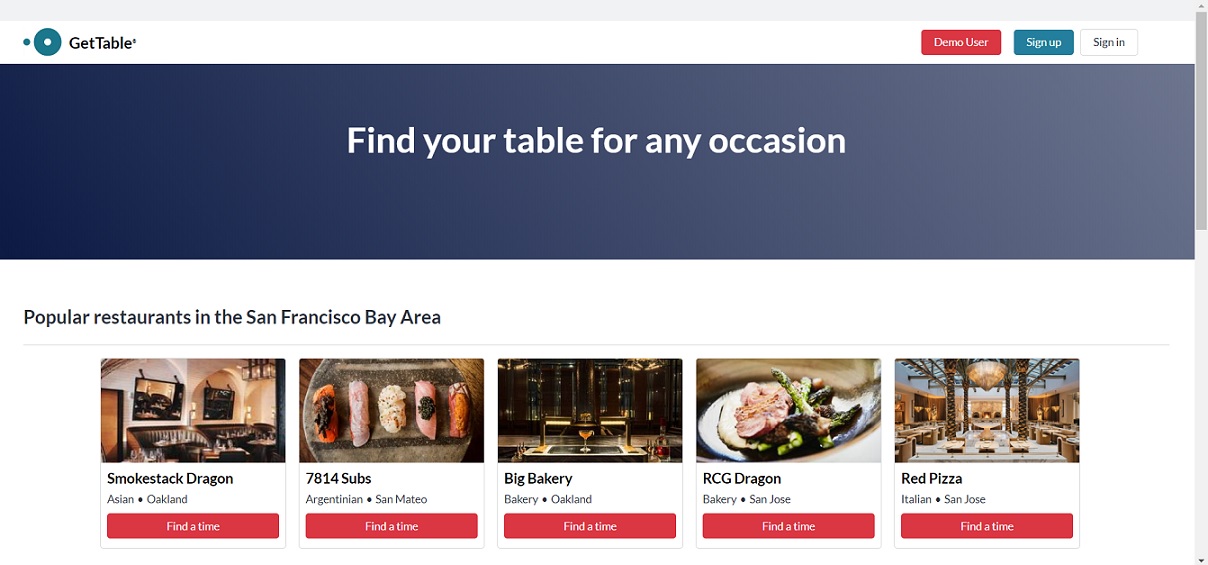 GetTable®
Demo User
Sign up
Sign in
Find your table for any occasion
Popular restaurants in the San Francisco Bay Area
Smokestack Dragon
Asian • Oakland
Find a time
7814 Subs
Argentinian • San Mateo
Find a time
Big Bakery
Bakery • Oakland
Find a time
RCG Dragon
Bakery • San Jose
Find a time
Red Pizza
Italian • San Jose
Find a time